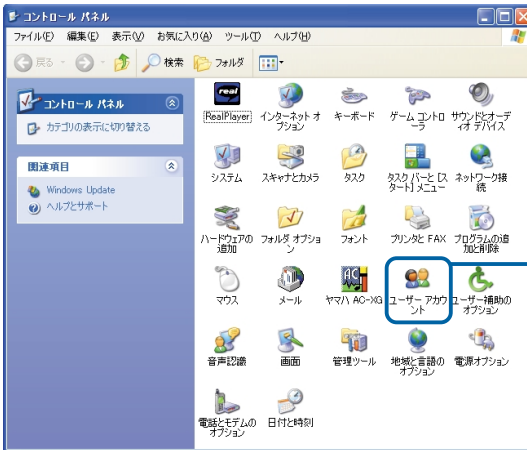 コントロール パネル
ファイル(F) 編集(E) 表示(V) お気に入り(A) ツール(T) ヘルプ(H)
戻る 検索 フォルダ
コントロール パネル
カテゴリの表示に切り替える
関連項目
Windows Update
ヘルプとサポート
real
RealPlayer
インターネット オ
プション
キーボード
ゲーム コントロ
ーラ
サウンドとオーデ
ィオ デバイス
システム
スキャナとカメラ
タスク
タスク バーと [ス
タート] メニュー
ネットワーク接
続
ハードウェアの
追加
フォルダ オプショ
ン
フォント
プリンタと FAX
プログラムの追
加と削除
マウス
メール
AC
XG
ヤマハ AC-XG
ユーザー アカウ
ント
ユーザー補助の
オプション
音声認識
画面
管理ツール
地域と言語の
オプション
電源オプション
電話とモデムの
オプション
日付と時刻